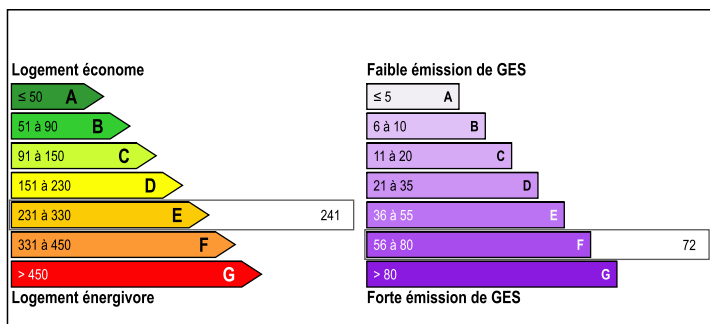 Logement économe
≤ 50 A
51 à 90 B
91 à 150 C
151 à 230 D
231 à 330 E 241
331 à 450 F
> 450 G
Logement énergivore
Faible émission de GES
≤ 5 A
6 à 10 B
11 à 20 C
21 à 35 D
36 à 55 E
56 à 80 F 72
> 80 G
Forte émission de GES